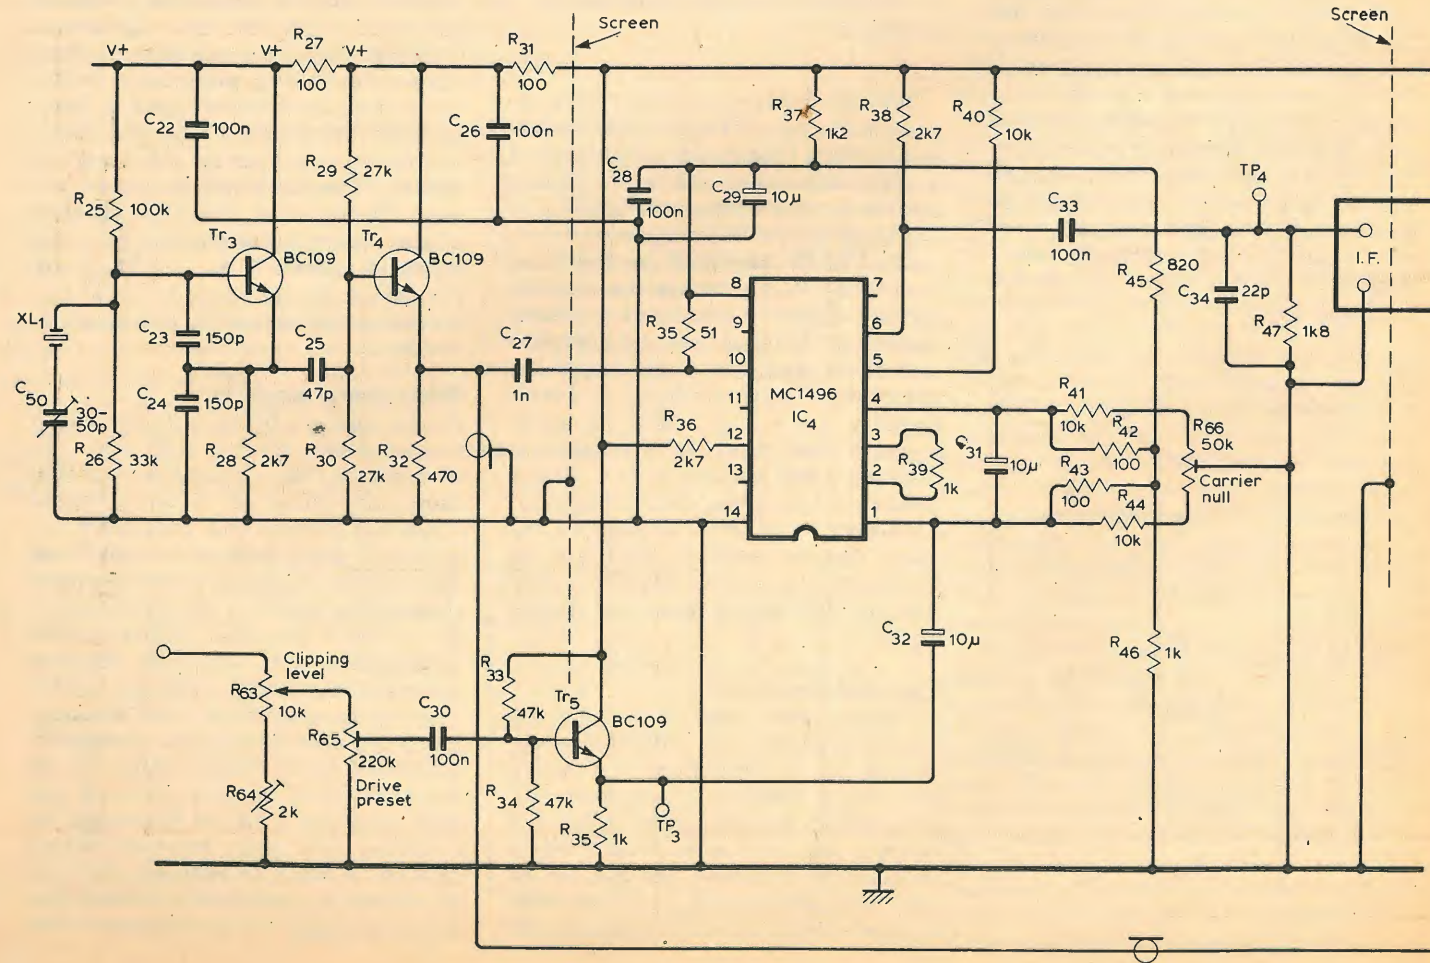 Screen
Screen
V+
V+
R27
100
V+
R31
100
C22
100n
R29
27k
C26
100n
R37
1k2
R38
2k7
R40
10k
R25
100k
C28
100n
C29
10µ
C33
100n
TP4
I.F.
Tr3
BC109
Tr4
BC109
R45
820
C34
22p
R47
1k8
XL1
C23
150p
C25
47p
C27
1n
R35
51
8
9
10
11
12
13
14
7
6
5
4
3
2
1
MC1496
IC4
C50
30-
50p
C24
150p
R26
33k
R28
2k7
R30
27k
R32
470
R36
2k7
R39
1k
C31
10µ
R41
10k
R42
100
R43
100
R44
10k
R66
50k
Carrier
null
C32
10µ
R46
1k
Clipping
level
R63
10k
R65
220k
Drive
preset
R64
2k
C30
100n
R33
47k
Tr5
BC109
R34
47k
R35
1k
TP3